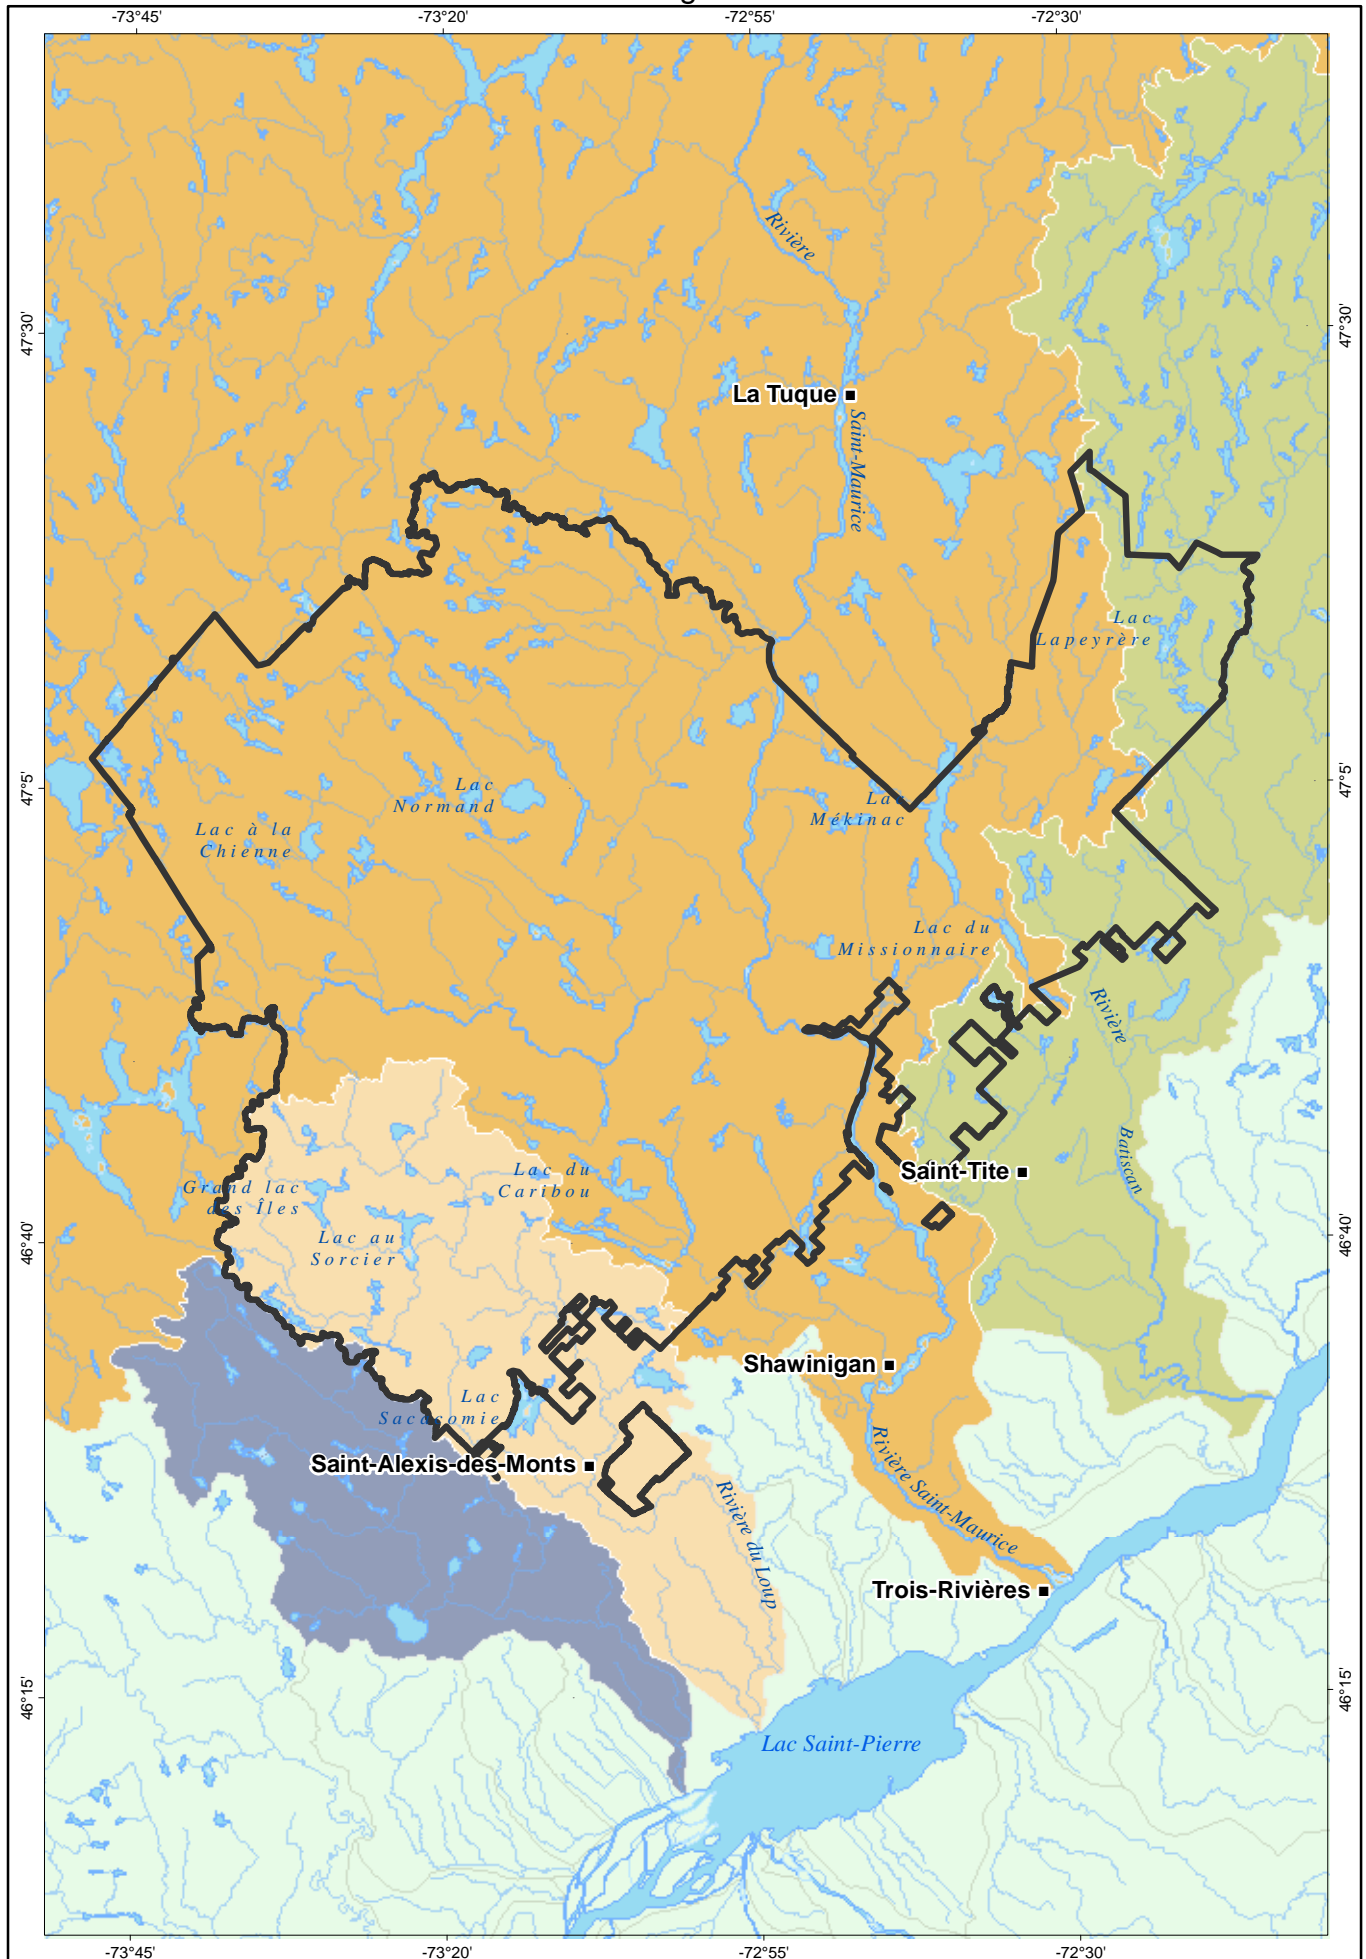 -73°45'
-73°20'
-72°55'
-72°30'
Rivière
47°30'
47°30'
La Tuque
Saint-Maurice
Lac
Lapeyrère
47°5'
47°5'
Lac
Normand
Lac
Mékinac
Lac à la
Chienne
Lac du
Missionnaire
Rivière
Batiscan
Saint-Tite
Lac du
Caribou
Grand lac
des Îles
Lac au
Sorcier
46°40'
46°40'
Shawinigan
Lac
Sacacomie
Saint-Alexis-des-Monts
Rivière Saint-Maurice
Rivière du Loup
Trois-Rivières
46°15'
46°15'
Lac Saint-Pierre
-73°45'
-73°20'
-72°55'
-72°30'